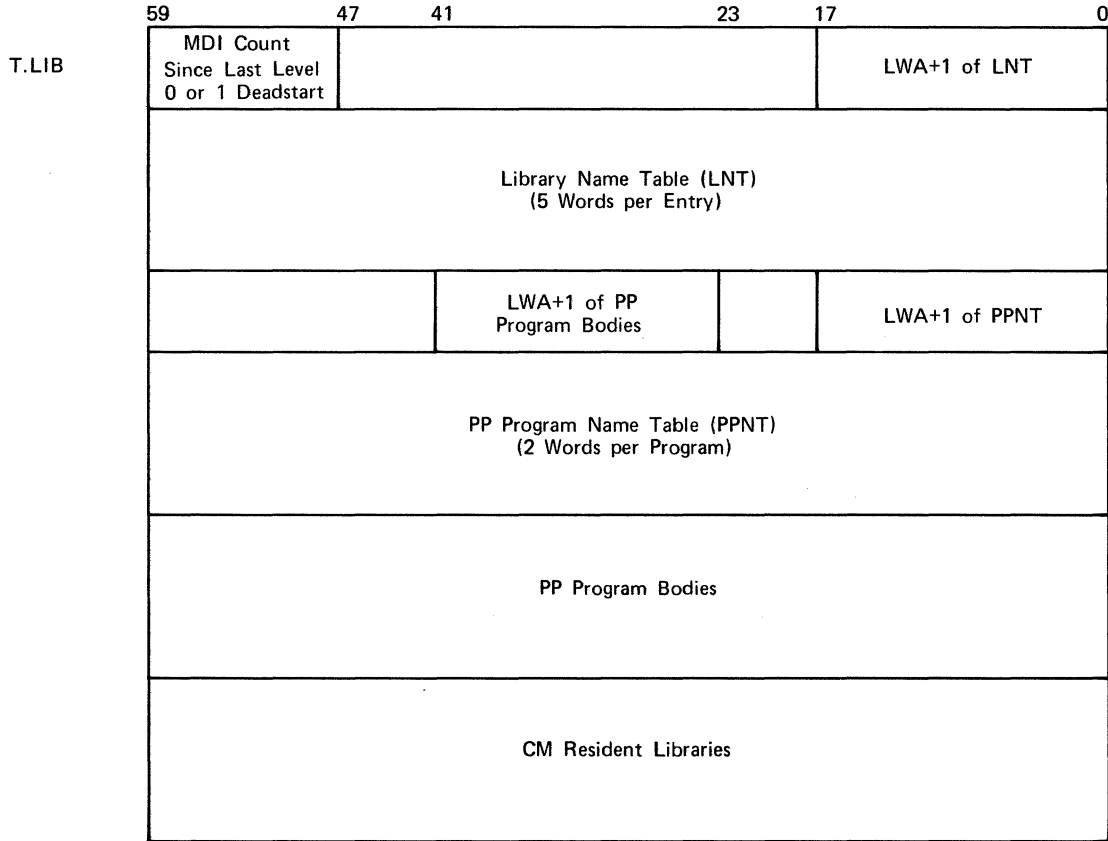 59 47 41 23 17 0
T.LIB
MDI Count
Since Last Level
0 or 1 Deadstart
LWA+1 of LNT
Library Name Table (LNT)
(5 Words per Entry)
LWA+1 of PP
Program Bodies
LWA+1 of PPNT
PP Program Name Table (PPNT)
(2 Words per Program)
PP Program Bodies
CM Resident Libraries